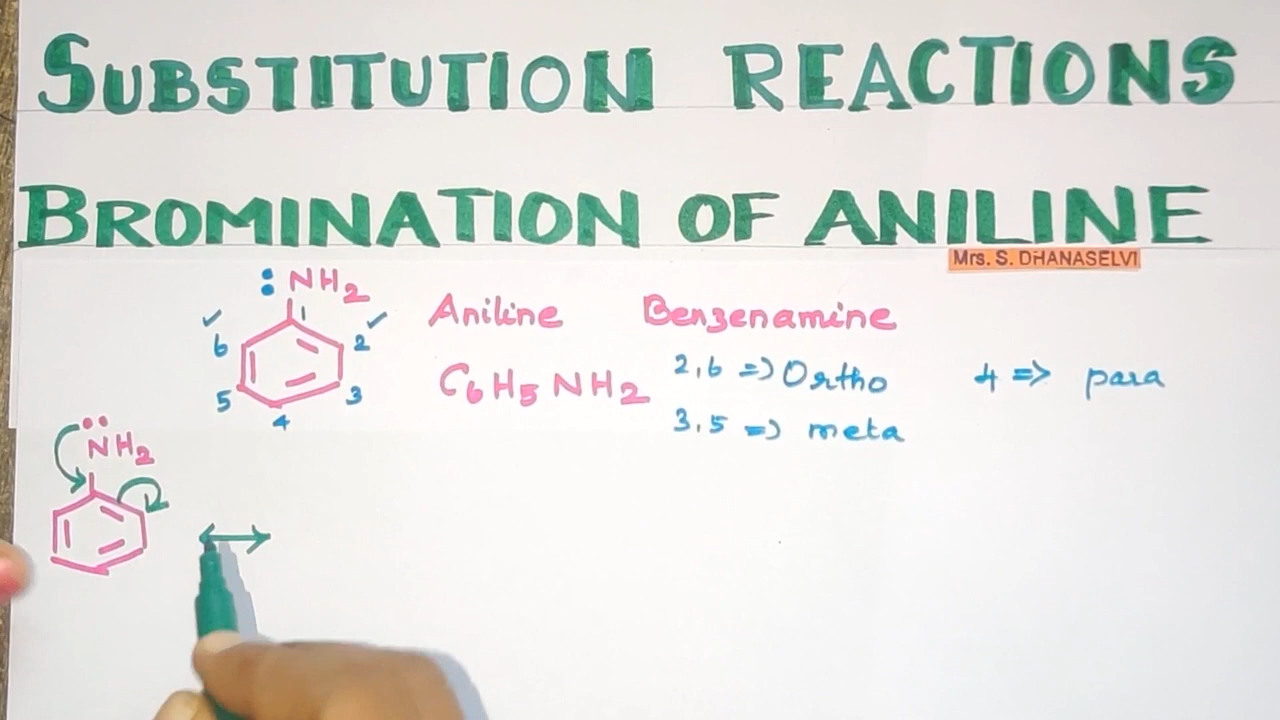 SUBSTITUTION REACTIONS
BROMINATION OF ANILINE
Mrs. S. DHANASELVI
:NH2
Aniline Benzenamine
1
6 2
5 3
4
C6H5NH2
2,6 => Ortho 4 => para
3,5 => meta
NH2